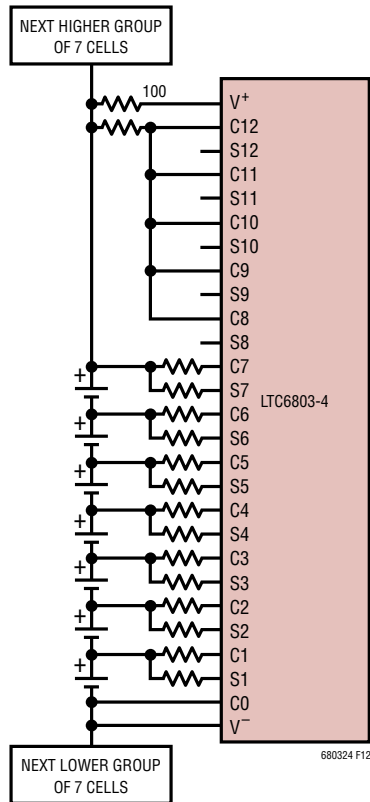 NEXT HIGHER GROUP
OF 7 CELLS
100
V+
C12
S12
C11
S11
C10
S10
C9
S9
C8
S8
C7
S7
C6
S6
C5
S5
C4
S4
C3
S3
C2
S2
C1
S1
C0
V−
LTC6803-4
+
+
+
+
+
+
+
NEXT LOWER GROUP
OF 7 CELLS
680324 F12